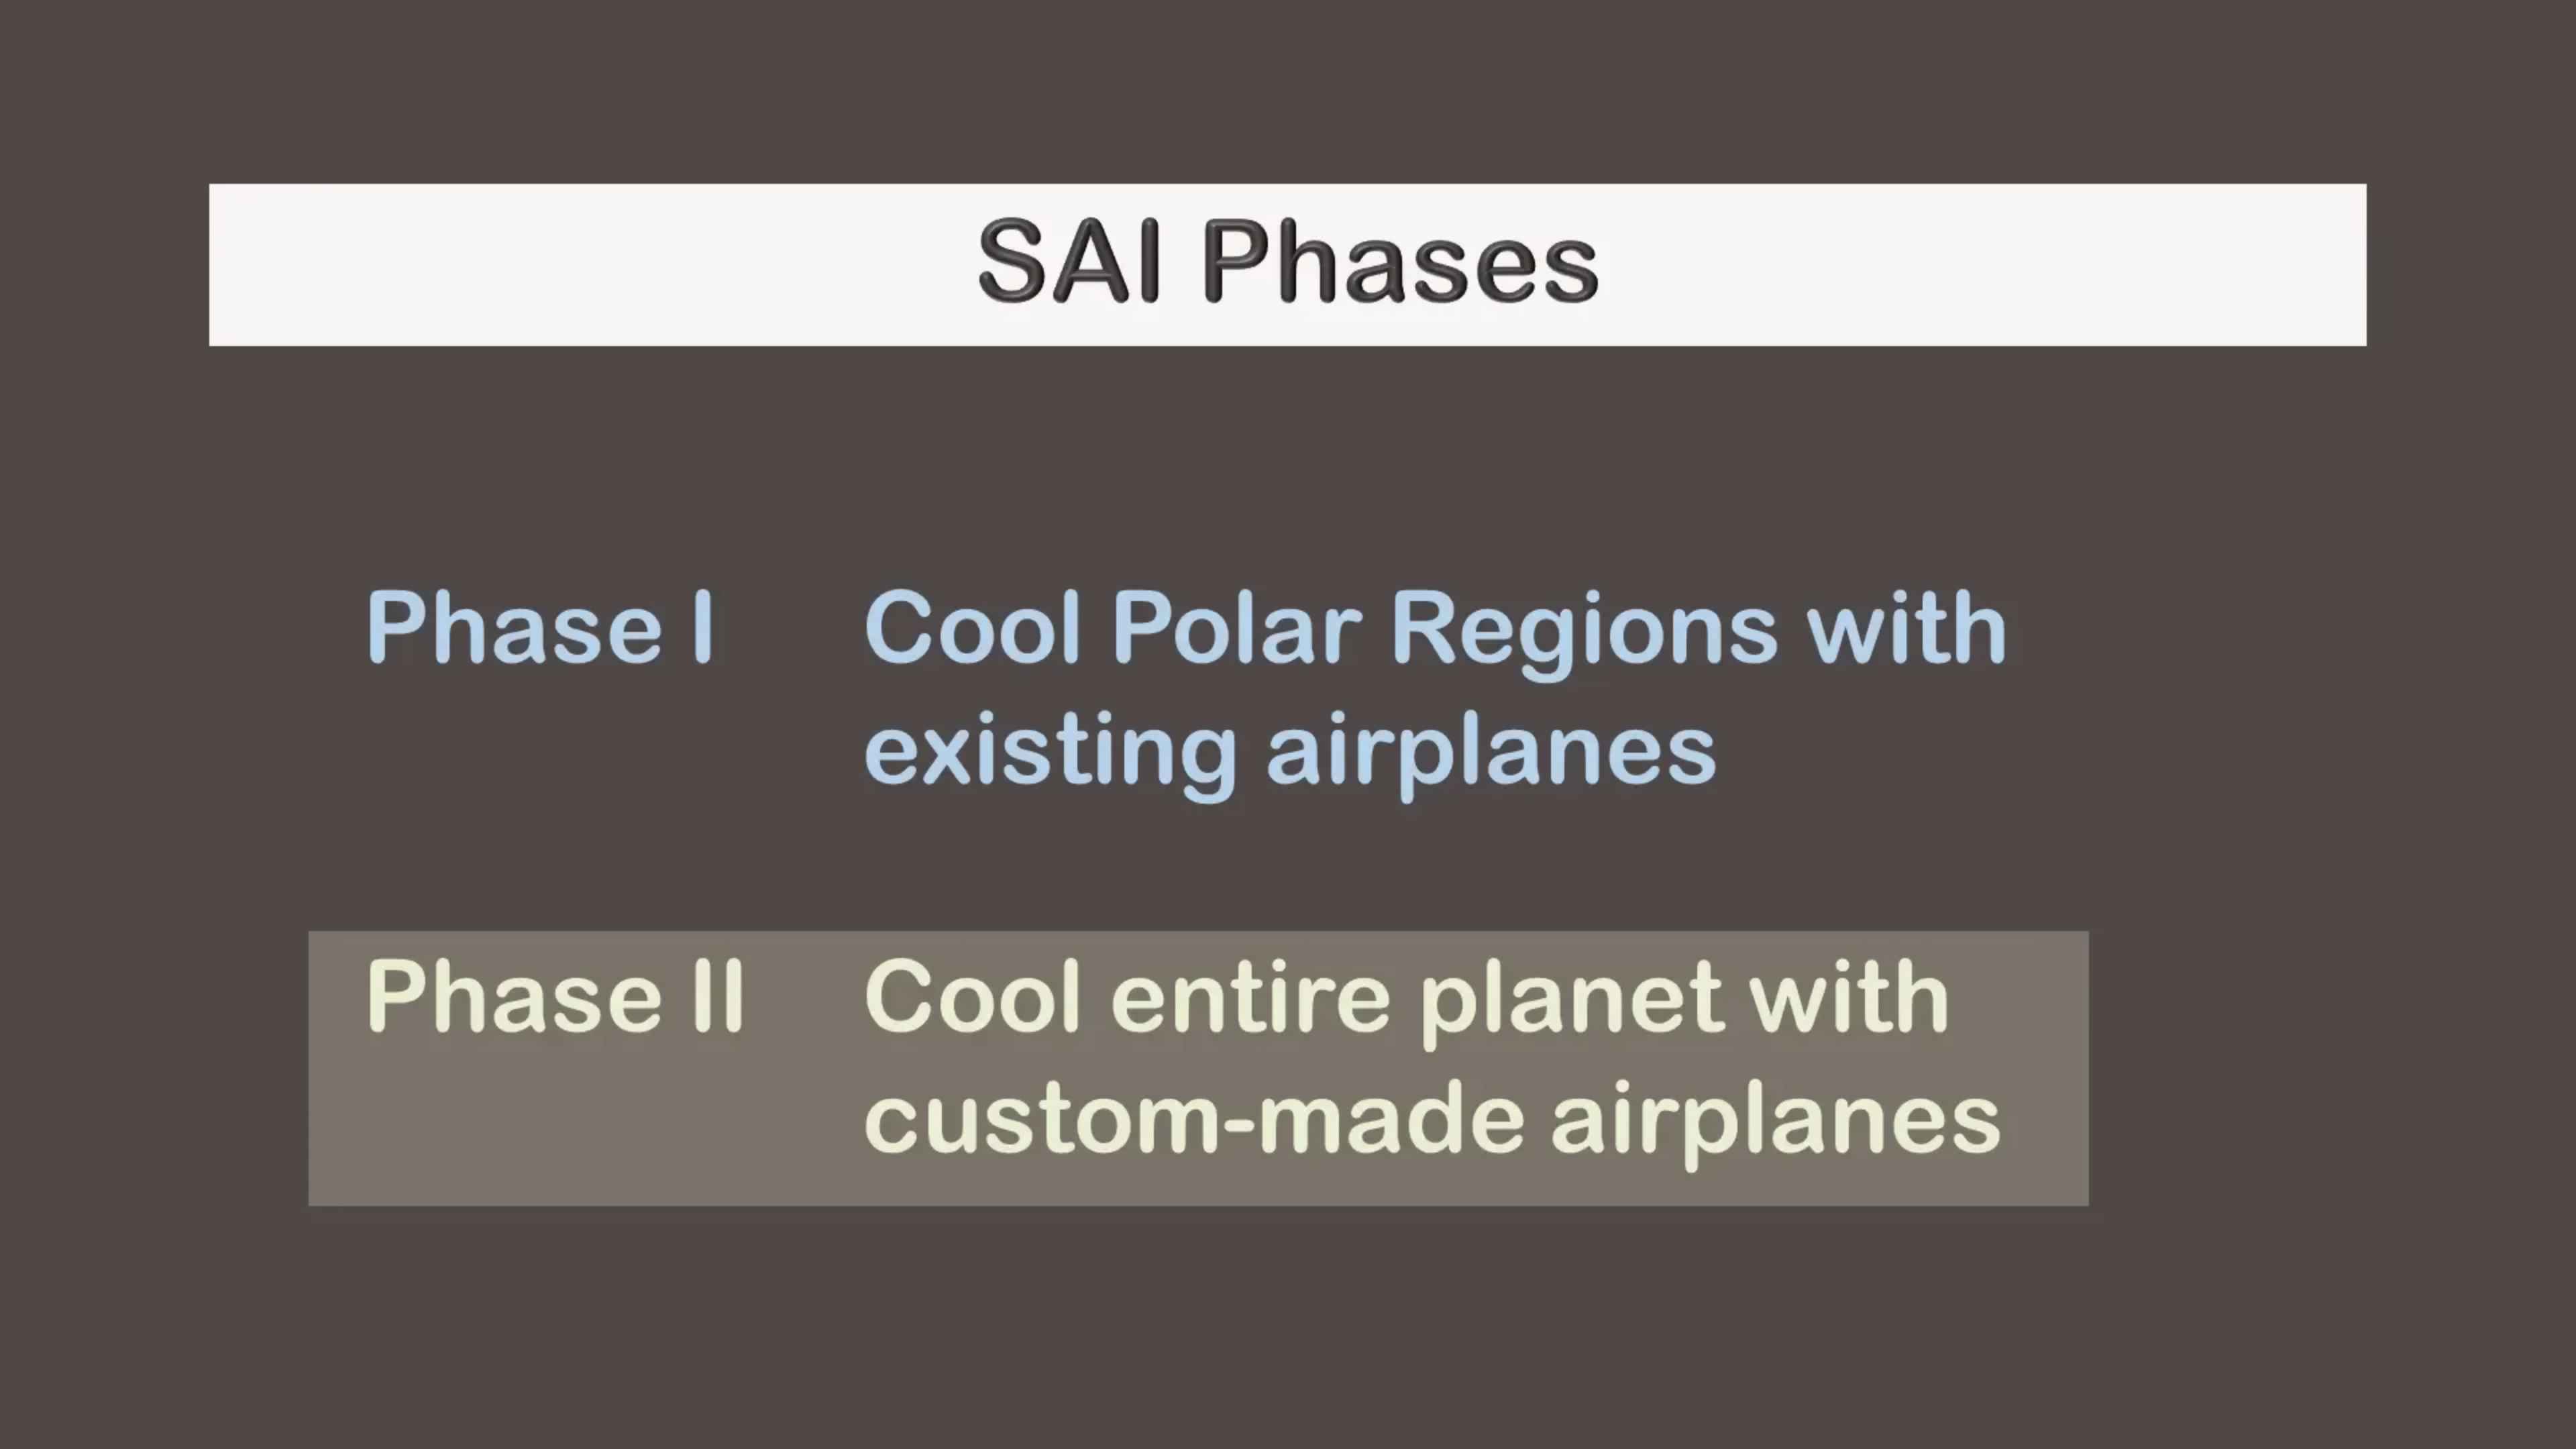 SAI Phases
Phase I Cool Polar Regions with
existing airplanes
Phase II Cool entire planet with
custom-made airplanes